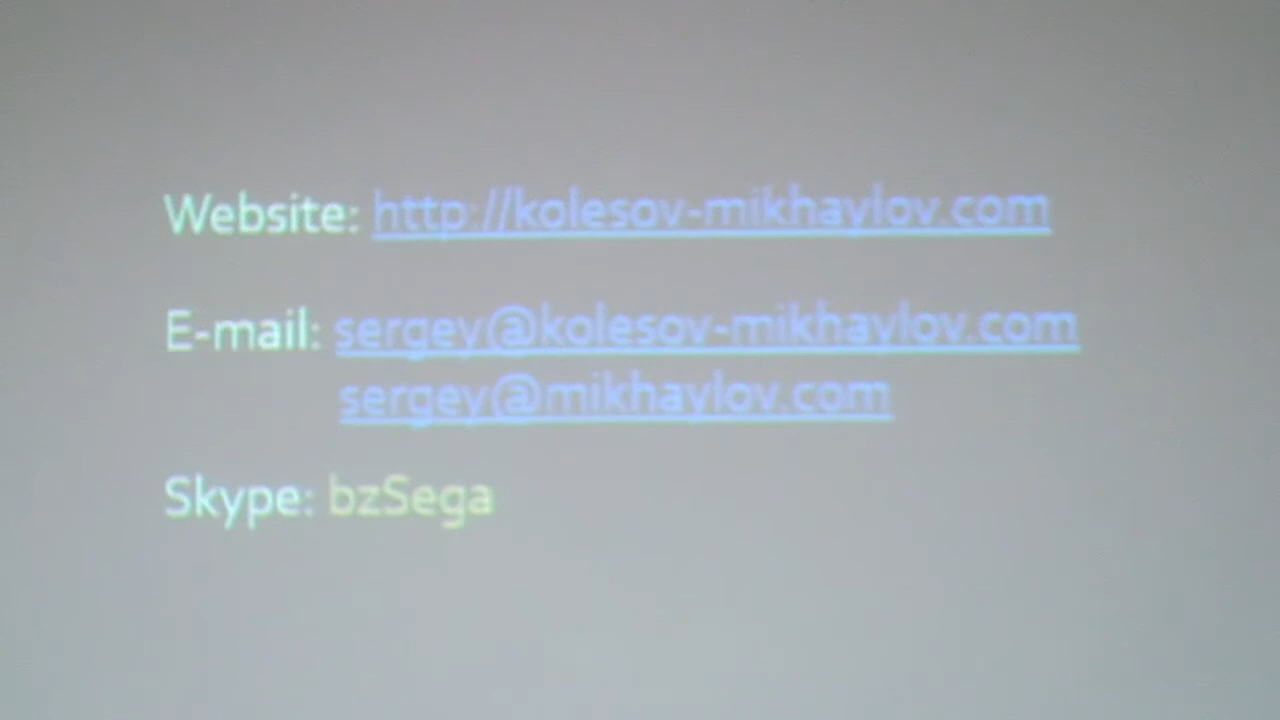 Website: http://kolesov-mikhaylov.com
E-mail: sergey@kolesov-mikhaylov.com
sergey@mikhaylov.com
Skype: bzSega